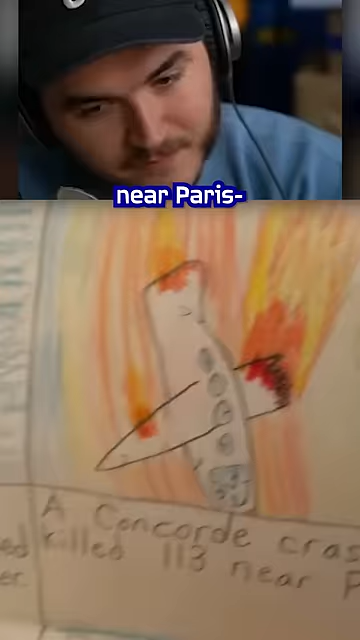 near Paris-
A Concorde cras
killed 113 near P
ed
er.